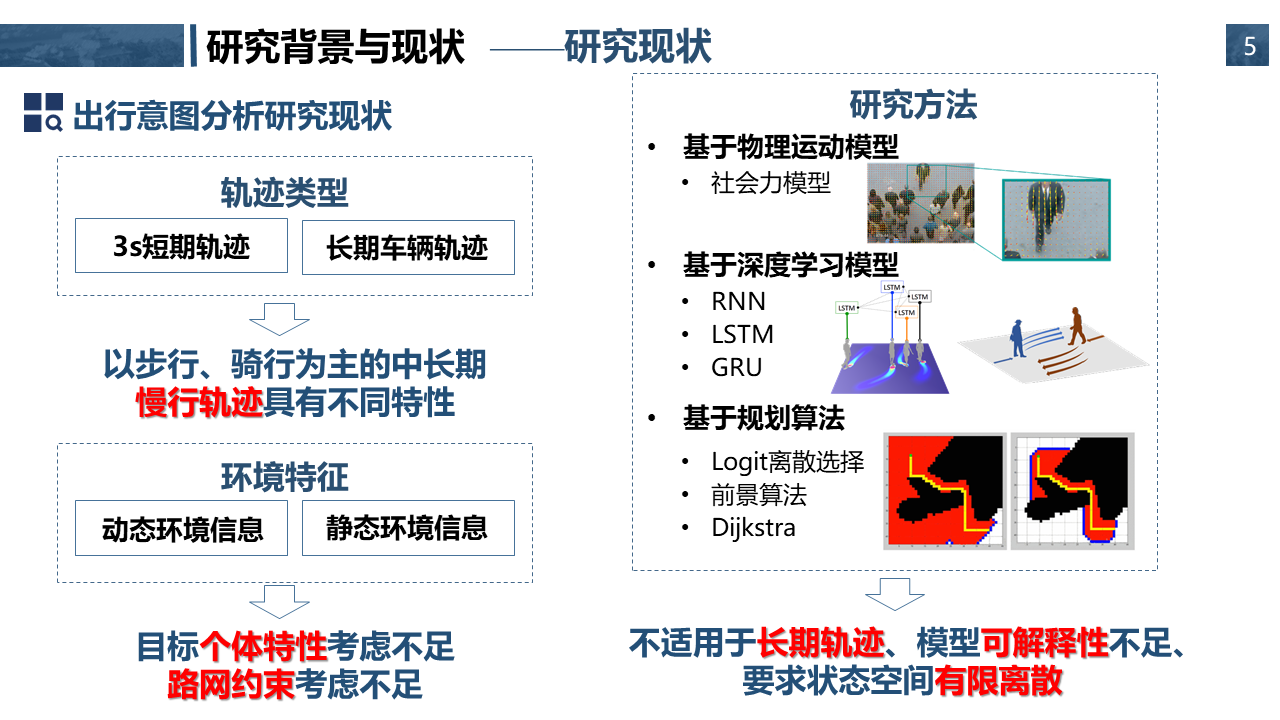 研究背景与现状 ——研究现状
5
出行意图分析研究现状
轨迹类型
3s短期轨迹
长期车辆轨迹
以步行、骑行为主的中长期
慢行轨迹具有不同特性
环境特征
动态环境信息
静态环境信息
目标个体特性考虑不足
路网约束考虑不足
研究方法
• 基于物理运动模型
• 社会力模型
• 基于深度学习模型
• RNN
• LSTM
• GRU
LSTM
LSTM
LSTM
LSTM
• 基于规划算法
• Logit离散选择
• 前景算法
• Dijkstra
不适用于长期轨迹、模型可解释性不足、
要求状态空间有限离散